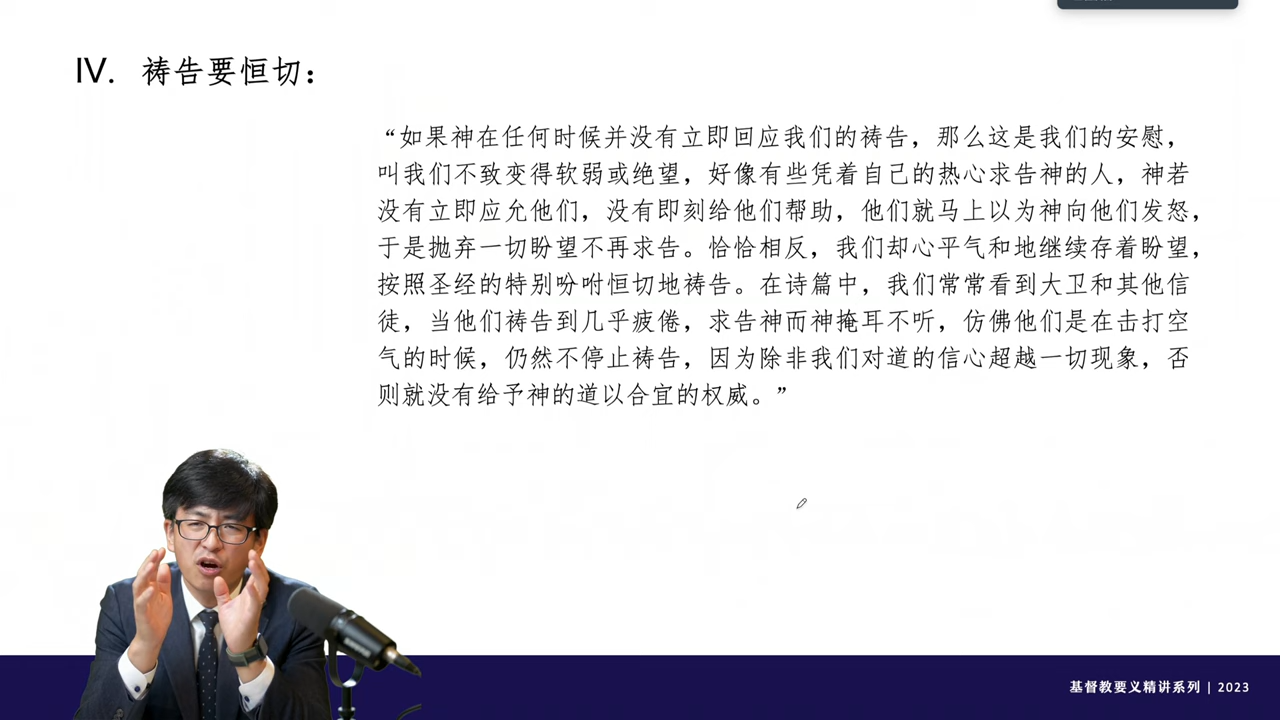 IV. 祷告要恒切：
“如果神在任何时候并没有立即回应我们的祷告，那么这是我们的安慰，
叫我们不致变得软弱或绝望，好像有些凭着自己的热心求告神的人，神若
没有立即应允他们，没有即刻给他们帮助，他们就马上以为神向他们发怒，
于是抛弃一切盼望不再求告。恰恰相反，我们却心平气和地继续存着盼望，
按照圣经的特别吩咐恒切地祷告。在诗篇中，我们常常看到大卫和其他信
徒，当他们祷告到几乎疲倦，求告神而神掩耳不听，仿佛他们是在击打空
气的时候，仍然不停止祷告，因为除非我们对道的信心超越一切现象，否
则就没有给予神的道以合宜的权威。”
基督教要义精讲系列 | 2023